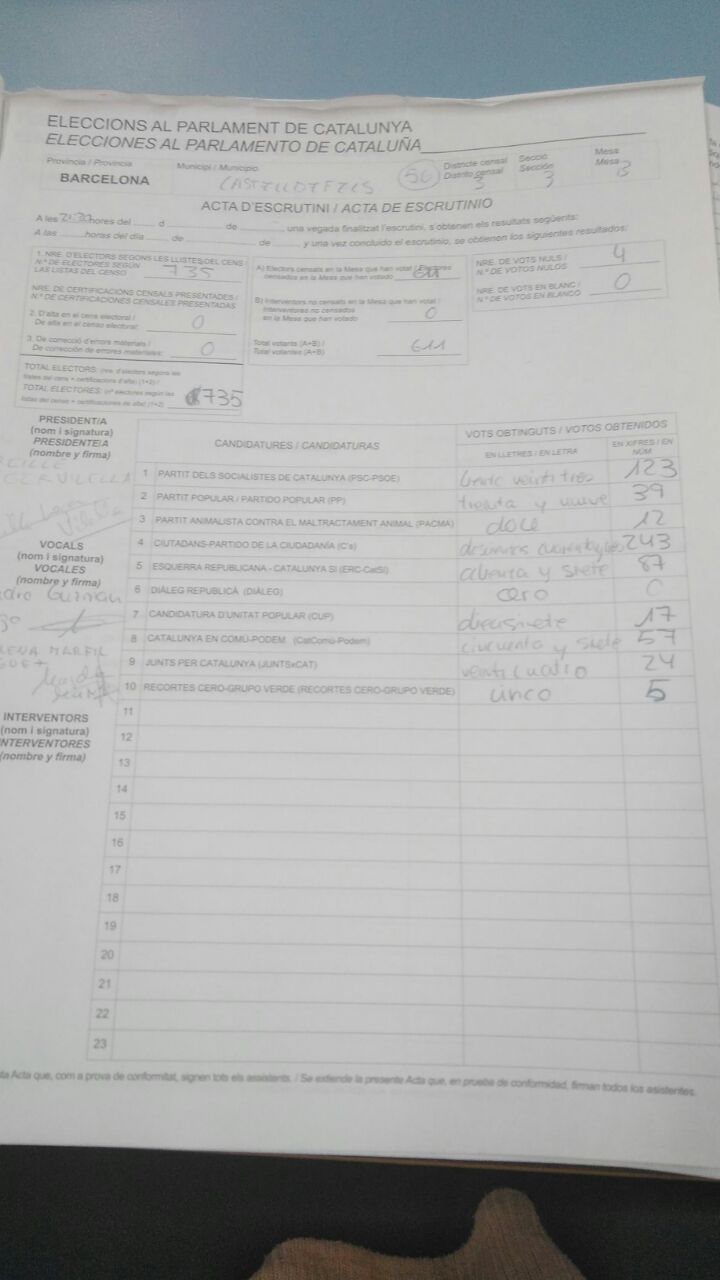 ELECCIONS AL PARLAMENT DE CATALUNYA
ELECCIONES AL PARLAMENTO DE CATALUÑA
Província / Provincia
Municipi / Municipio
Districte censal
Distrito censal
Secció
Sección
Mesa
Mesa
BARCELONA
CASTELLDEFELS
56
3
3
B
ACTA D'ESCRUTINI / ACTA DE ESCRUTINIO
A les 21:30 hores del d de , una vegada finalitzat l'escrutini, s'obtenen els resultats següents:
A las horas del día de de y una vez concluido el escrutinio, se obtienen los siguientes resultados:
1. NRE. D'ELECTORS SEGONS LES LLISTES DEL CENS /
N.º DE ELECTORES SEGÚN
LAS LISTAS DEL CENSO 735
NRE. DE CERTIFICACIONS CENSALS PRESENTADES /
N.º DE CERTIFICACIONES CENSALES PRESENTADAS
2. D'alta en el cens electoral /
De alta en el censo electoral: 0
3. De correcció d'errors materials /
De corrección de errores materiales: 0
TOTAL ELECTORS: (nre. d'electors segons les
llistes del cens + certificacions d'alta) (1+2) /
TOTAL ELECTORES: (nº electores según las
listas del censo + certificaciones de alta) (1+2) 735
A) Electors censats en la Mesa que han votat / Electores
censados en la Mesa que han votado 611
B) Interventors no censats en la Mesa que han votat /
Interventores no censados
en la Mesa que han votado 0
Total votants (A+B) /
Total votantes (A+B) 611
NRE. DE VOTS NULS /
N.º DE VOTOS NULOS 4
NRE. DE VOTS EN BLANC /
N.º DE VOTOS EN BLANCO 0
PRESIDENT/A
(nom i signatura)
PRESIDENTE/A
(nombre y firma)
VOCALS
(nom i signatura)
VOCALES
(nombre y firma)
INTERVENTORS
(nom i signatura)
INTERVENTORES
(nombre y firma)
CANDIDATURES / CANDIDATURAS
VOTS OBTINGUTS / VOTOS OBTENIDOS
EN LLETRES / EN LETRA
EN XIFRES / EN NÚM.
1 PARTIT DELS SOCIALISTES DE CATALUNYA (PSC-PSOE) veinti tres 123
2 PARTIT POPULAR / PARTIDO POPULAR (PP) treinta y nueve 39
3 PARTIT ANIMALISTA CONTRA EL MALTRACTAMENT ANIMAL (PACMA) doce 12
4 CIUTADANS-PARTIDO DE LA CIUDADANÍA (C's) 243
5 ESQUERRA REPUBLICANA - CATALUNYA SÍ (ERC-CatSí) y siete 87
6 DIÀLEG REPUBLICÀ (DIÀLEG) cero 0
7 CANDIDATURA D'UNITAT POPULAR (CUP) diecisiete 17
8 CATALUNYA EN COMÚ-PODEM (CatComú-Podem) cincuenta y siete 57
9 JUNTS PER CATALUNYA (JUNTSxCAT) veinticuatro 24
10 RECORTES CERO-GRUPO VERDE (RECORTES CERO-GRUPO VERDE) cinco 5
11
12
13
14
15
16
17
18
19
20
21
22
23
ta Acta que, com a prova de conformitat, signen tots els assistents. / Se extiende la presente Acta que, en prueba de conformidad, firman todos los asistentes.